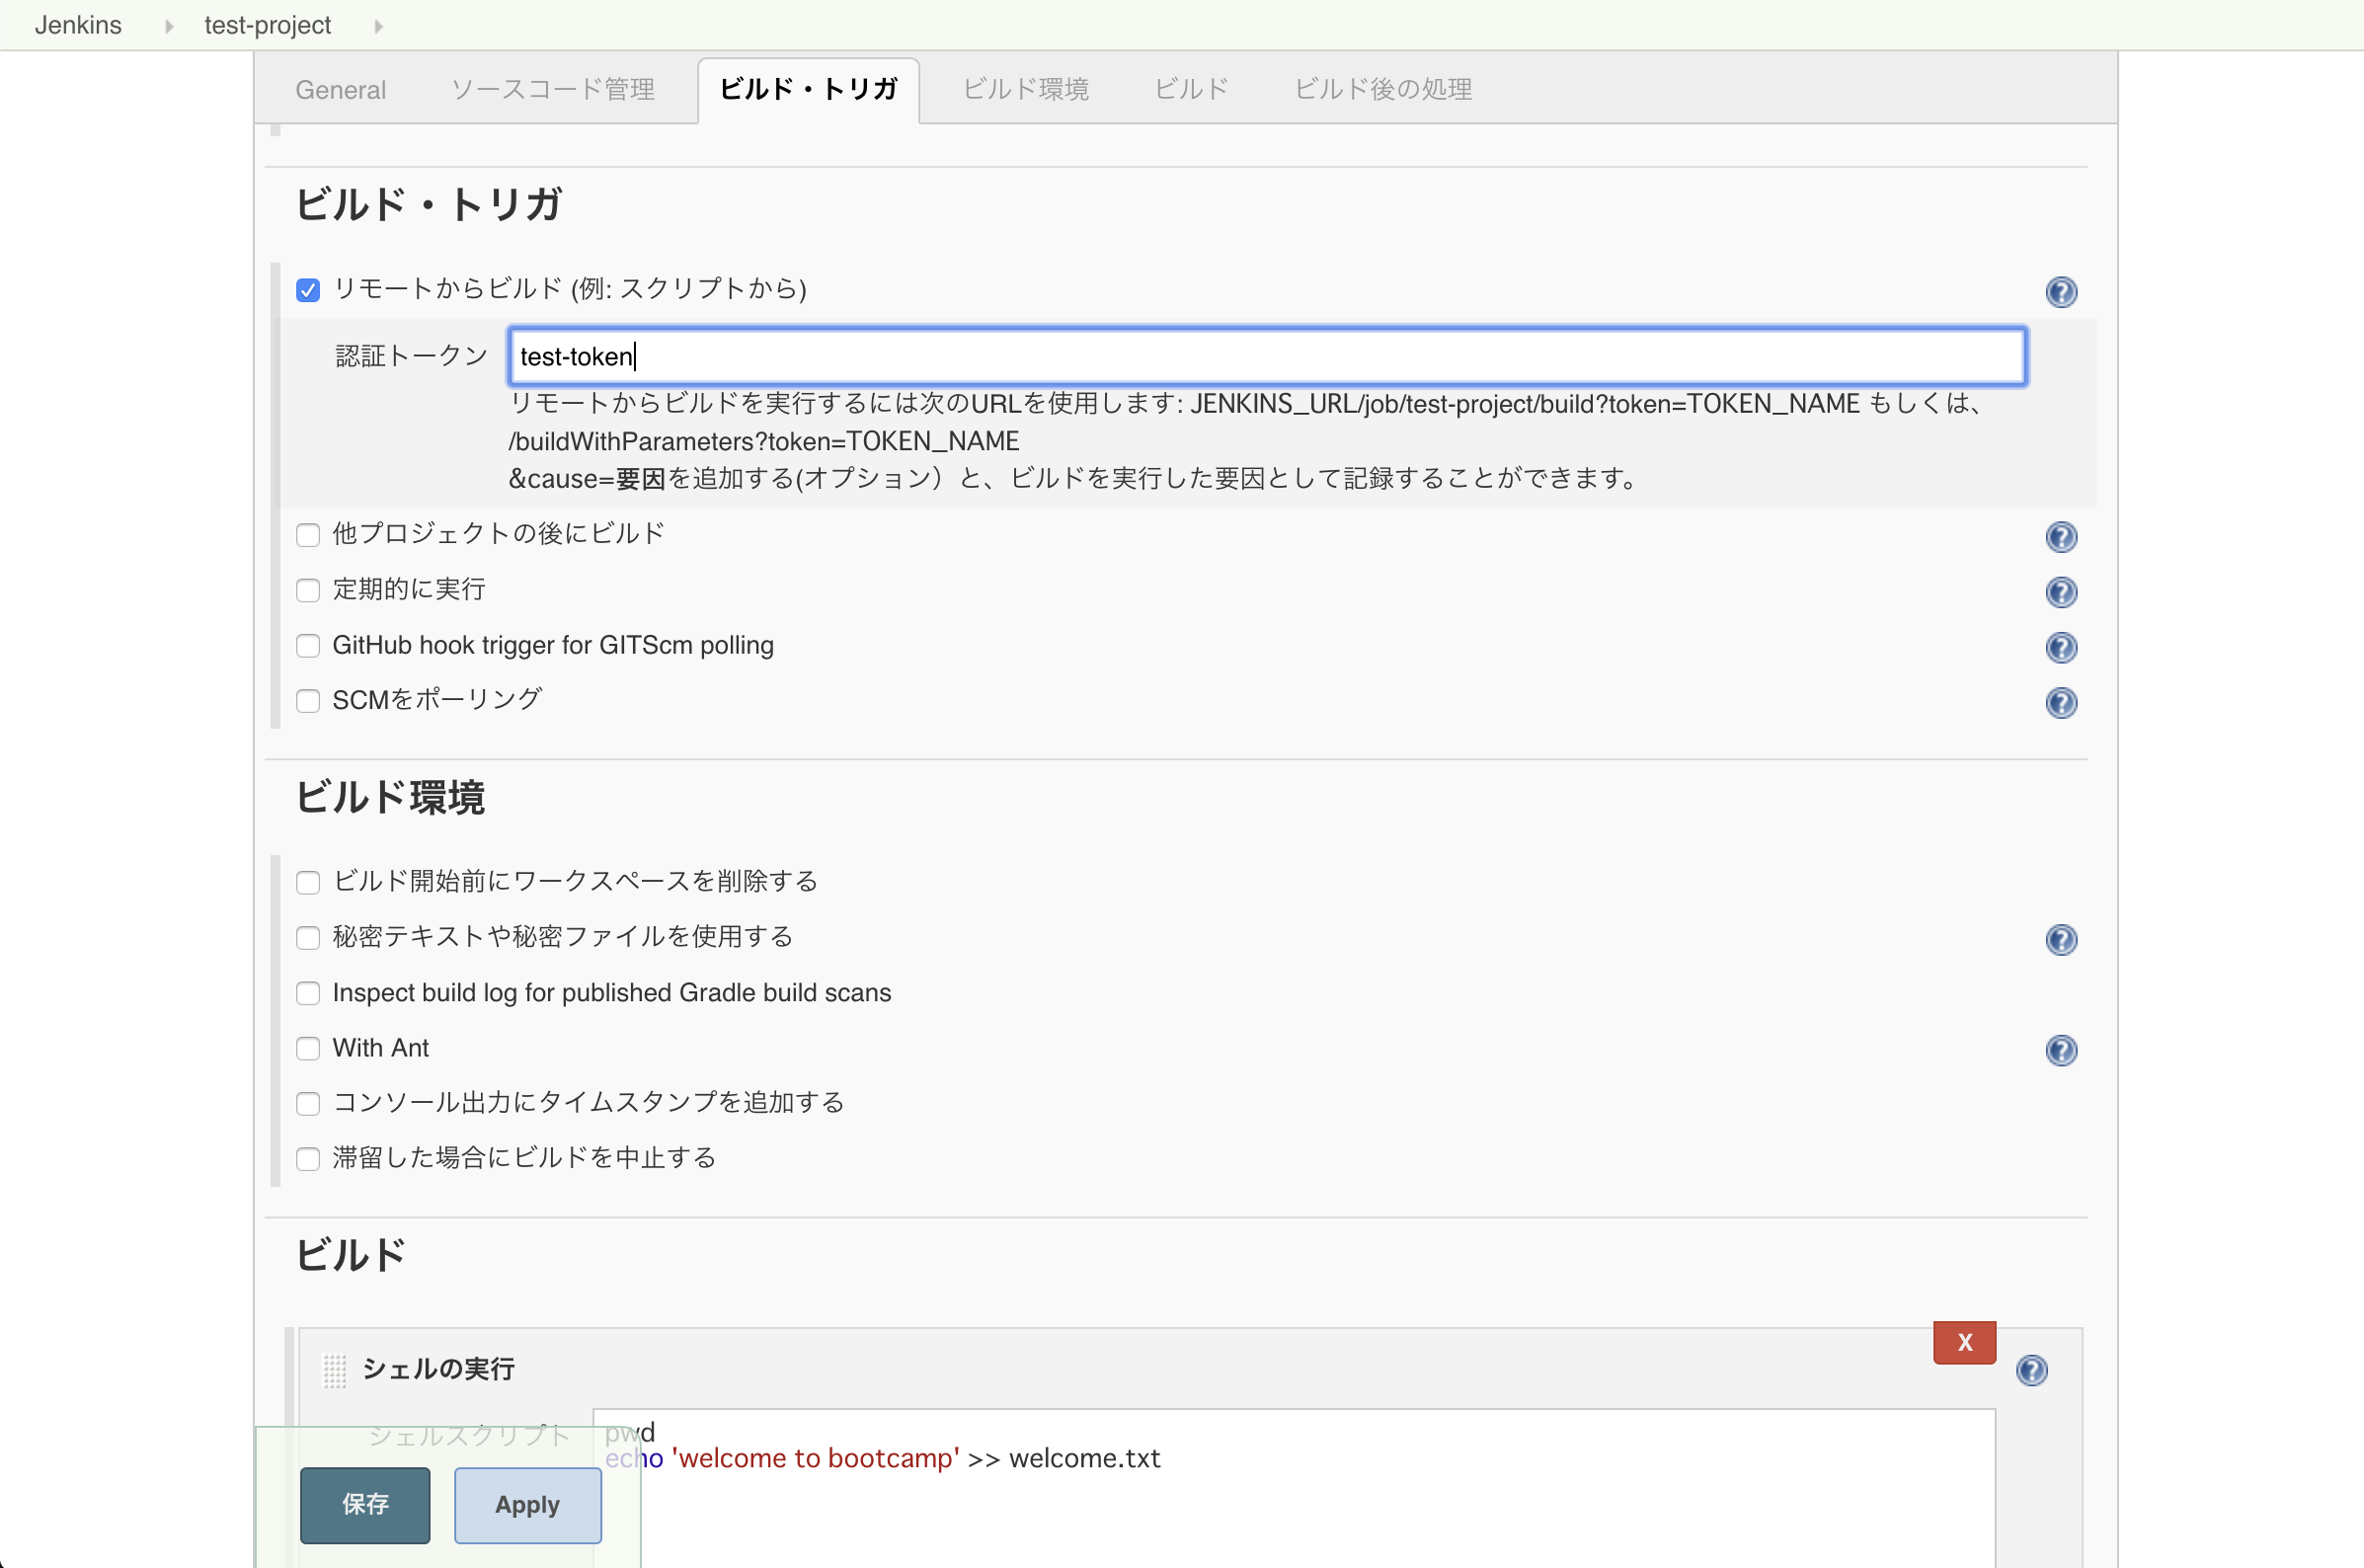 Jenkins test-project
General ソースコード管理 ビルド・トリガ ビルド環境 ビルド ビルド後の処理
ビルド・トリガ
リモートからビルド (例: スクリプトから)
認証トークン test-token
リモートからビルドを実行するには次のURLを使用します: JENKINS_URL/job/test-project/build?token=TOKEN_NAME もしくは、
/buildWithParameters?token=TOKEN_NAME
&cause=要因を追加する(オプション）と、ビルドを実行した要因として記録することができます。
他プロジェクトの後にビルド
定期的に実行
GitHub hook trigger for GITScm polling
SCMをポーリング
ビルド環境
ビルド開始前にワークスペースを削除する
秘密テキストや秘密ファイルを使用する
Inspect build log for published Gradle build scans
With Ant
コンソール出力にタイムスタンプを追加する
滞留した場合にビルドを中止する
ビルド
X
シェルの実行
シェルスクリプト pwd
echo 'welcome to bootcamp' >> welcome.txt
保存 Apply